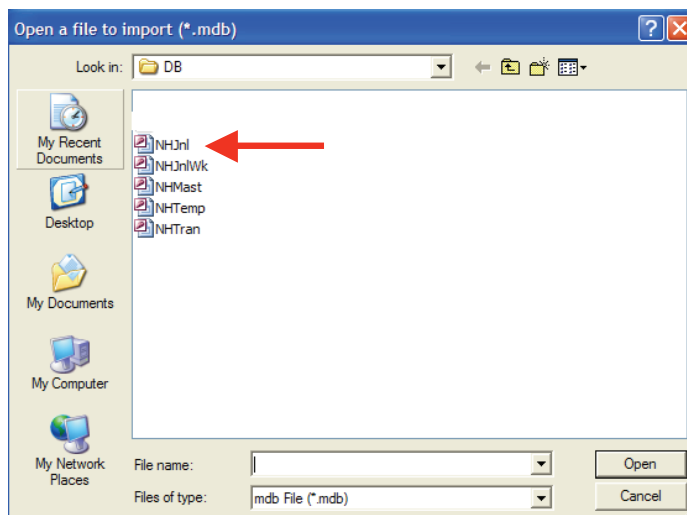 Open a file to import (*.mdb)
Look in:
DB
My Recent
Documents
Desktop
My Documents
My Computer
My Network
Places
NHJnl
NHJnlWk
NHMast
NHTemp
NHTran
File name:
Open
Files of type:
mdb File (*.mdb)
Cancel